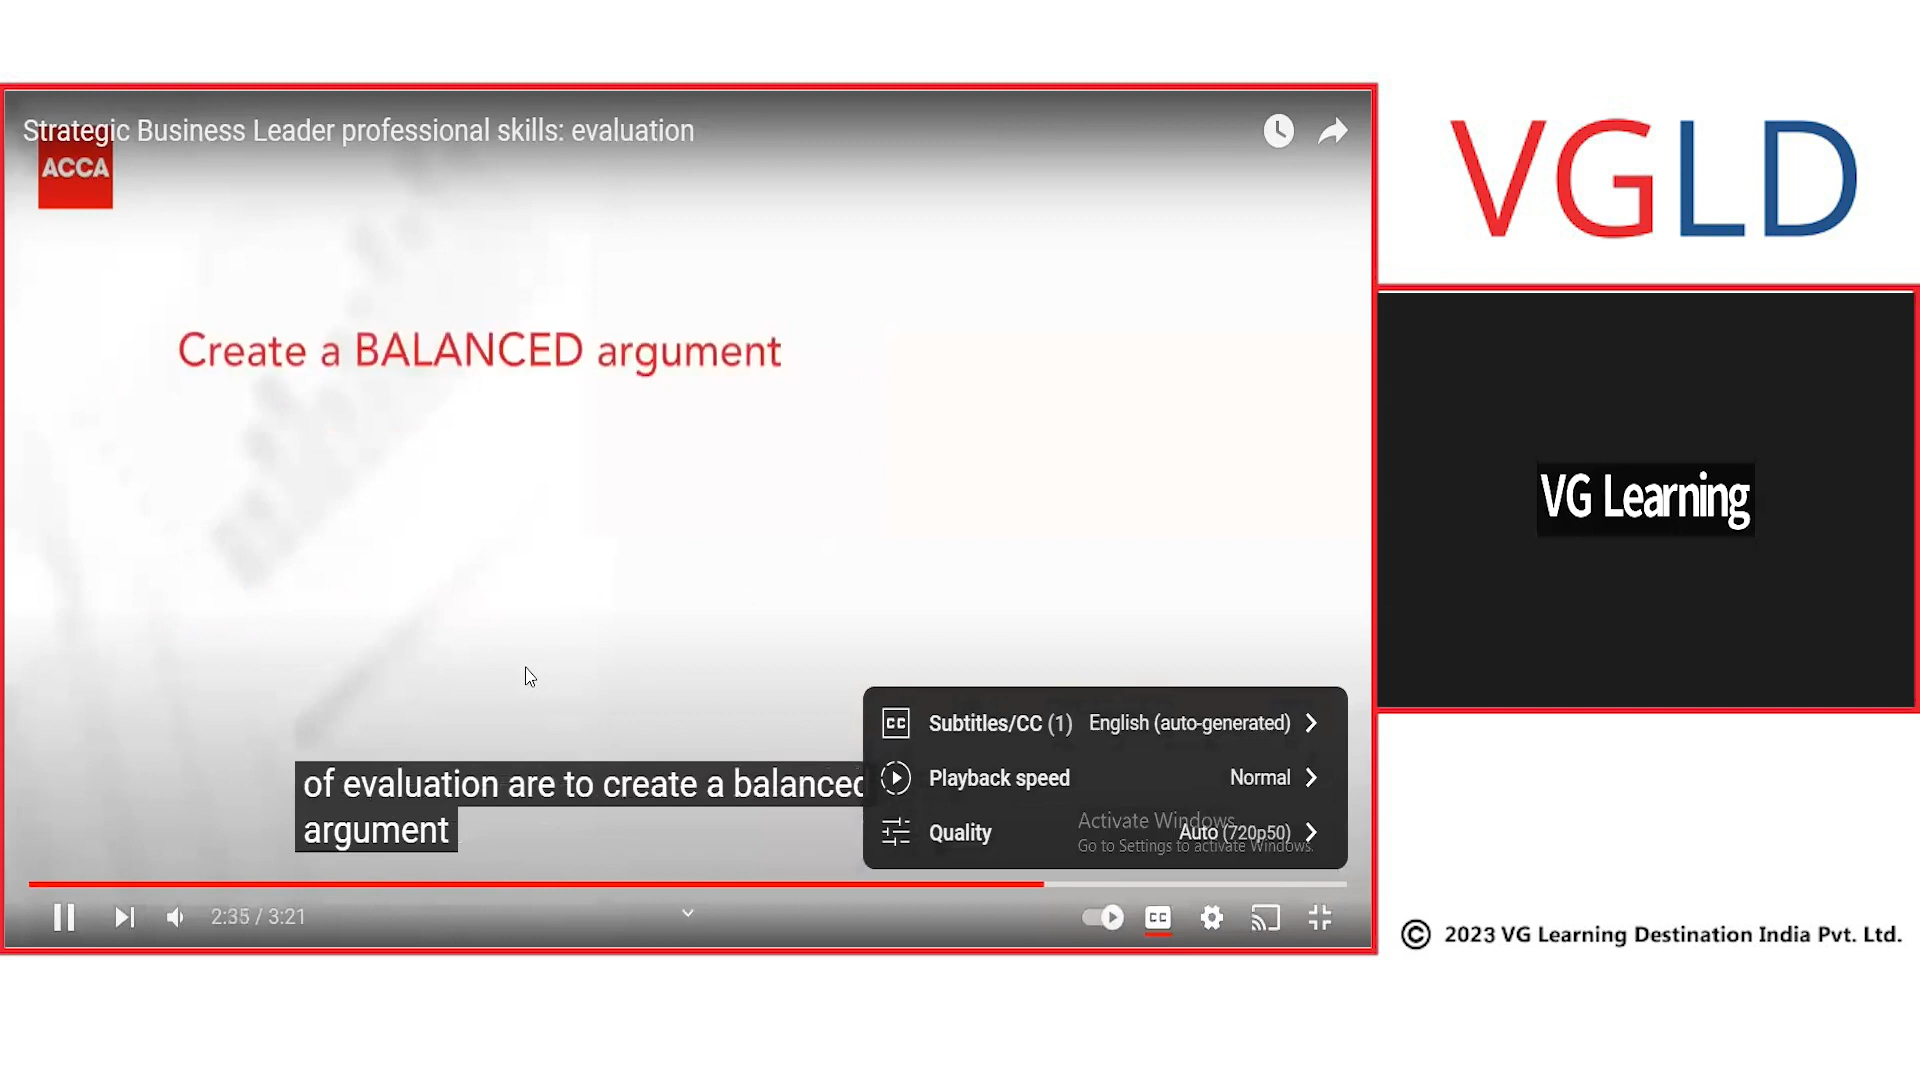 Strategic Business Leader professional skills: evaluation
ACCA
Create a BALANCED argument
of evaluation are to create a balanced
argument
CC Subtitles/CC (1) English (auto-generated)
Playback speed Normal
Quality Auto (720p50)
Activate Windows
Go to Settings to activate Windows.
2:35 / 3:21
CC
VGLD
VG Learning
© 2023 VG Learning Destination India Pvt. Ltd.